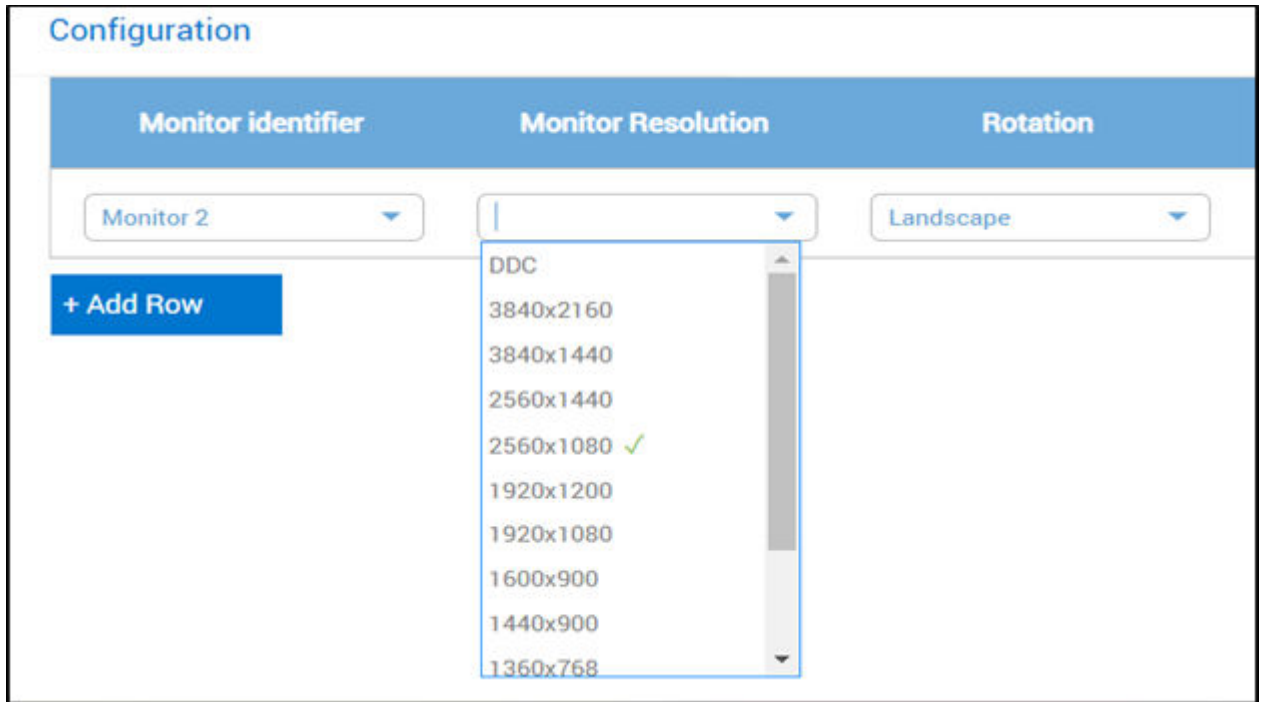 Configuration
Monitor identifier Monitor Resolution Rotation
Monitor 2 Landscape
DDC
+ Add Row
3840x2160
3840x1440
2560x1440
2560x1080 ✓
1920x1200
1920x1080
1600x900
1440x900
1360x768